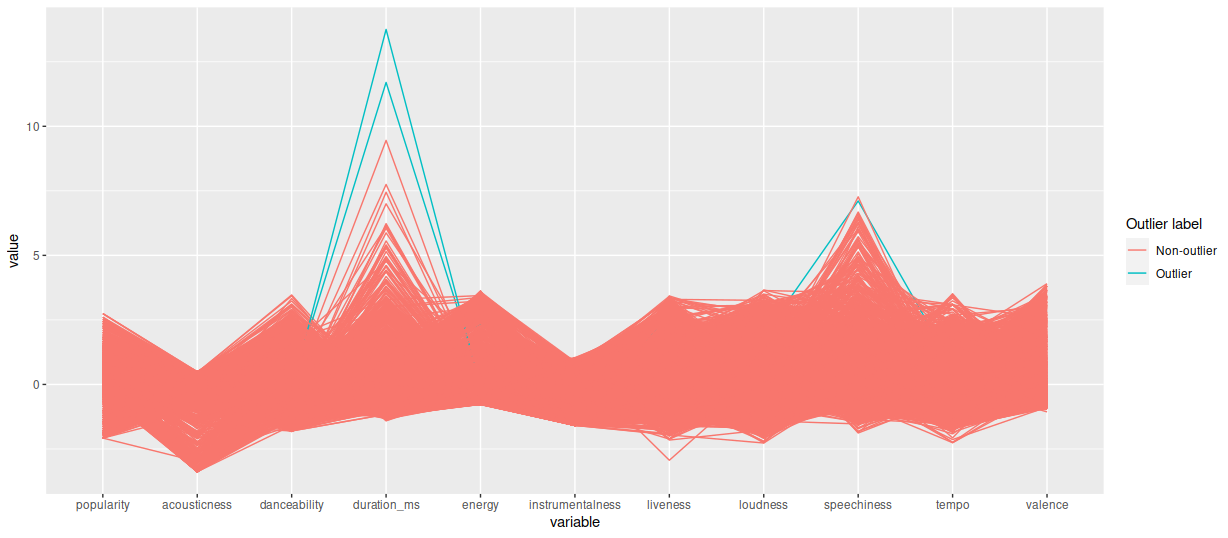 10
5
0
value
popularity acousticness danceability duration_ms energy instrumentalness liveness loudness speechiness tempo valence
variable
Outlier label
Non-outlier
Outlier